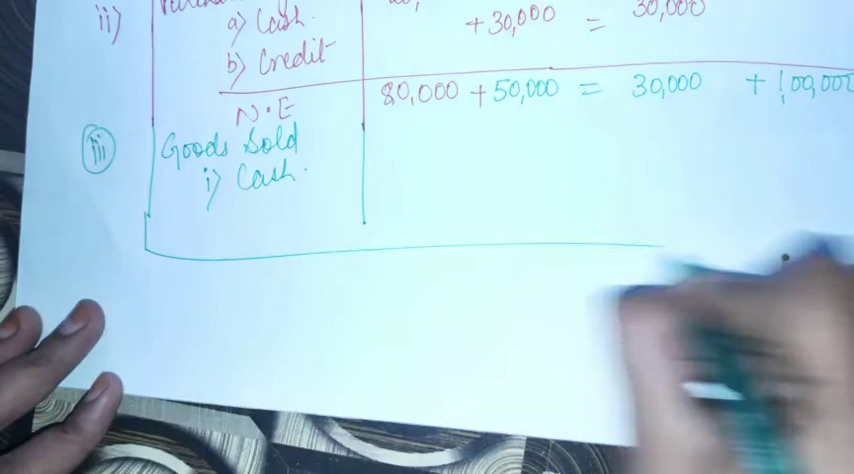 ii)
a) Cash.
+30,000 = 30,000
b) Credit
N.E 80,000 + 50,000 = 30,000 + 1,00,000
iii Goods Sold
i) Cash.